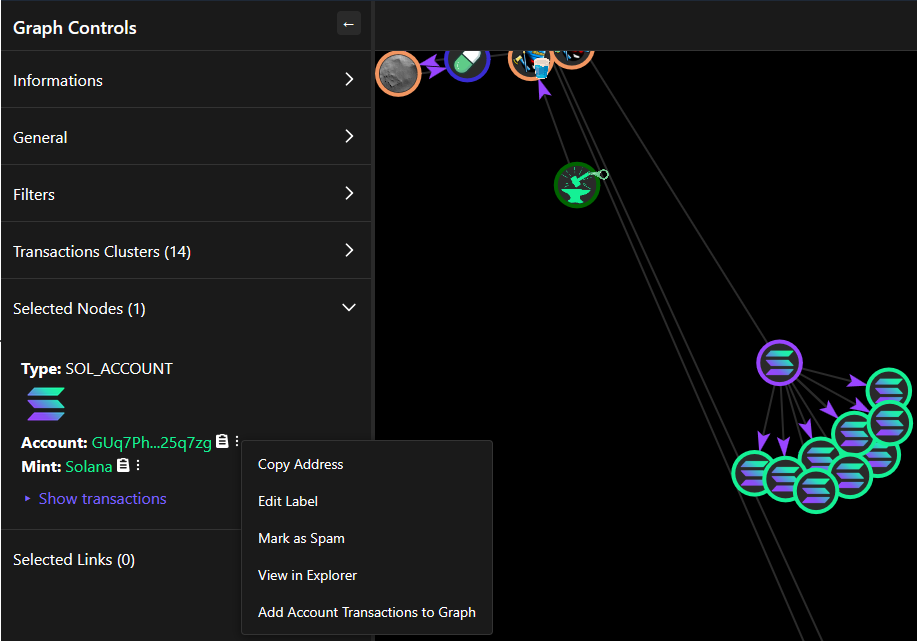 Graph Controls
←
Informations
General
Filters
Transactions Clusters (14)
Selected Nodes (1)
Type: SOL_ACCOUNT
Account: GUq7Ph...25q7zg
Mint: Solana
Show transactions
Selected Links (0)
Copy Address
Edit Label
Mark as Spam
View in Explorer
Add Account Transactions to Graph